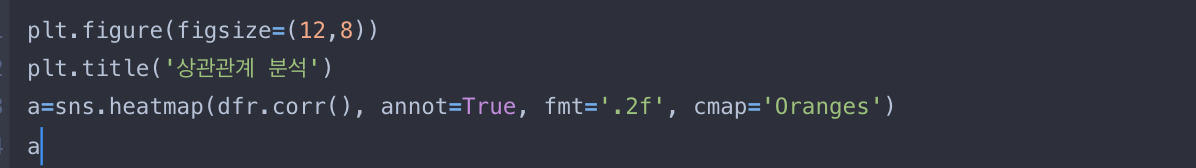 plt.figure(figsize=(12,8))
plt.title('상관관계 분석')
a=sns.heatmap(dfr.corr(), annot=True, fmt='.2f', cmap='Oranges')
a